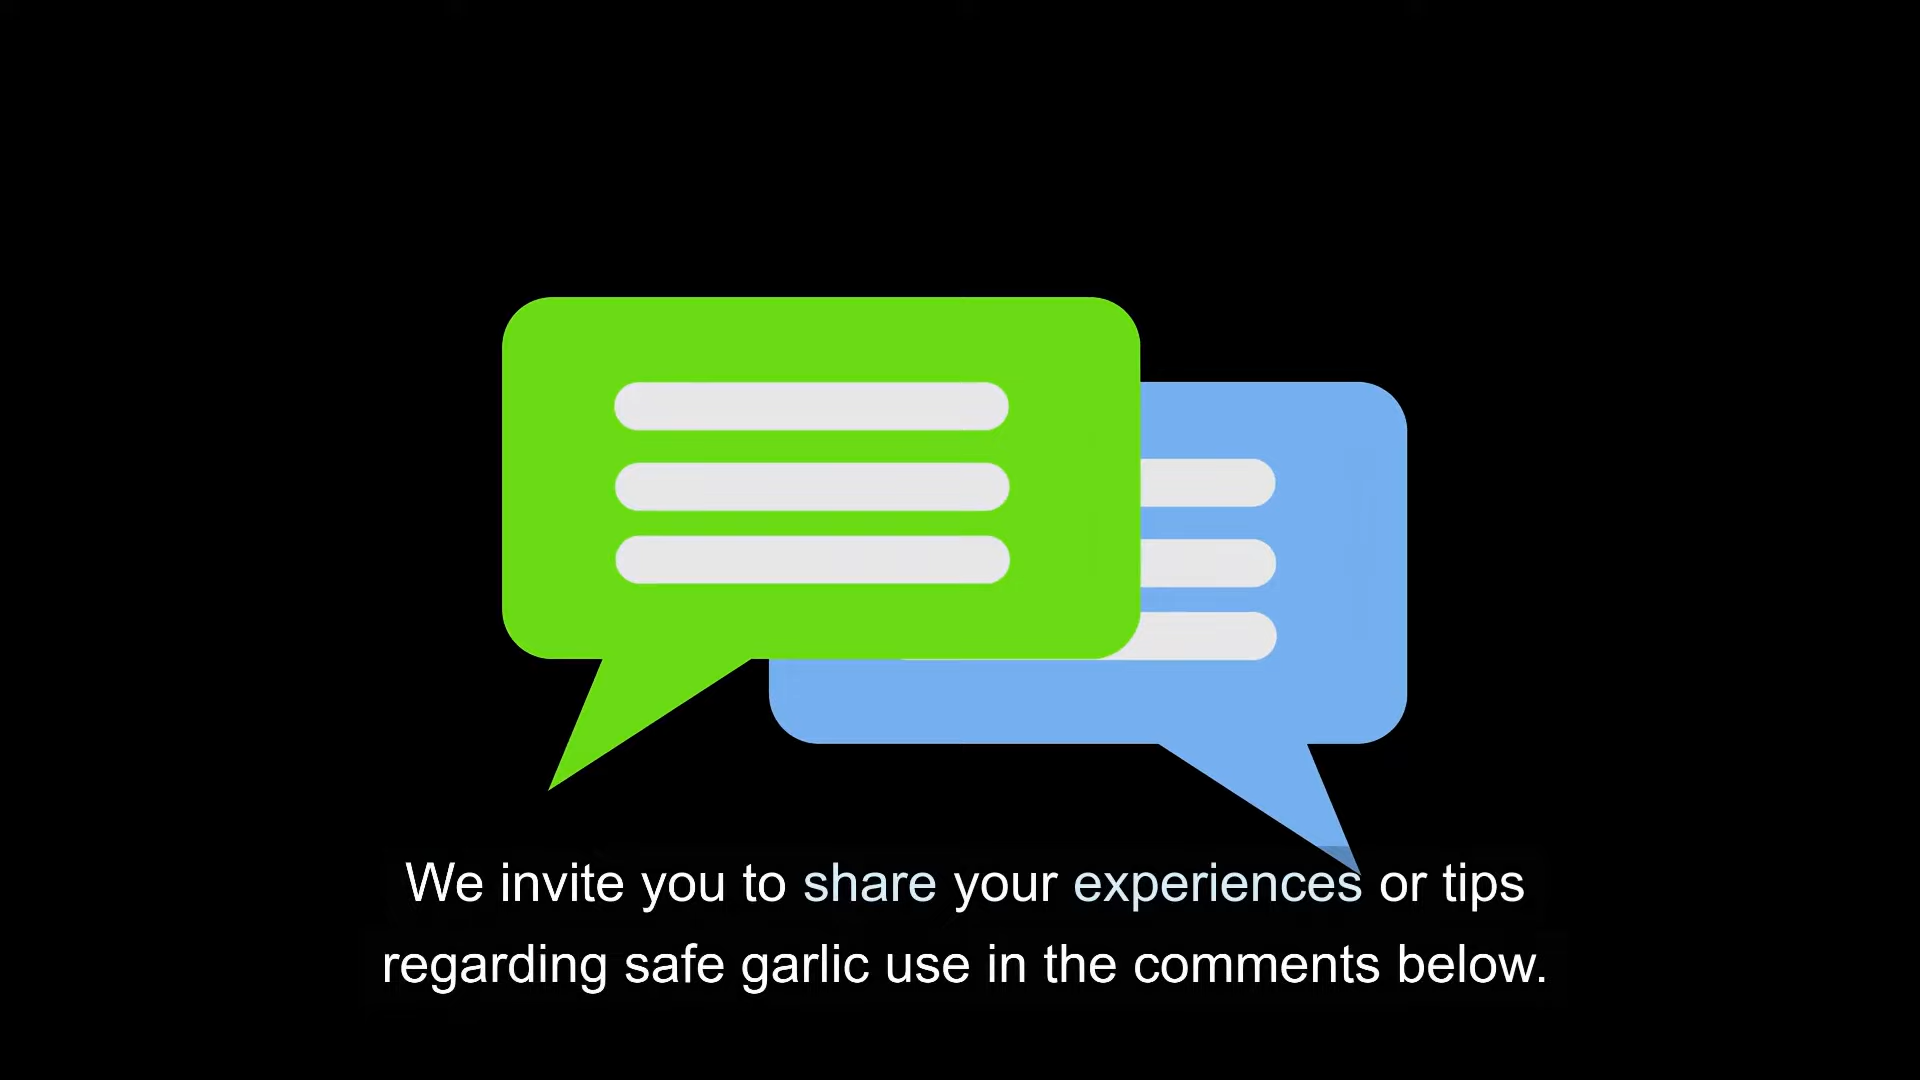 We invite you to share your experiences or tips
regarding safe garlic use in the comments below.